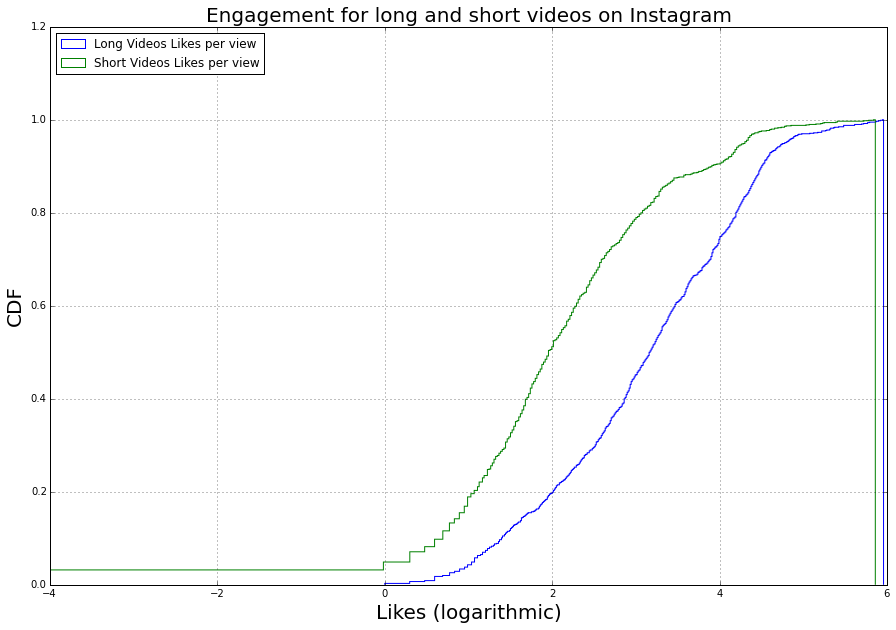 Engagement for long and short videos on Instagram
Long Videos Likes per view
Short Videos Likes per view
1.2
1.0
0.8
0.6
0.4
0.2
0.0
CDF
−4
−2
0
2
4
6
Likes (logarithmic)